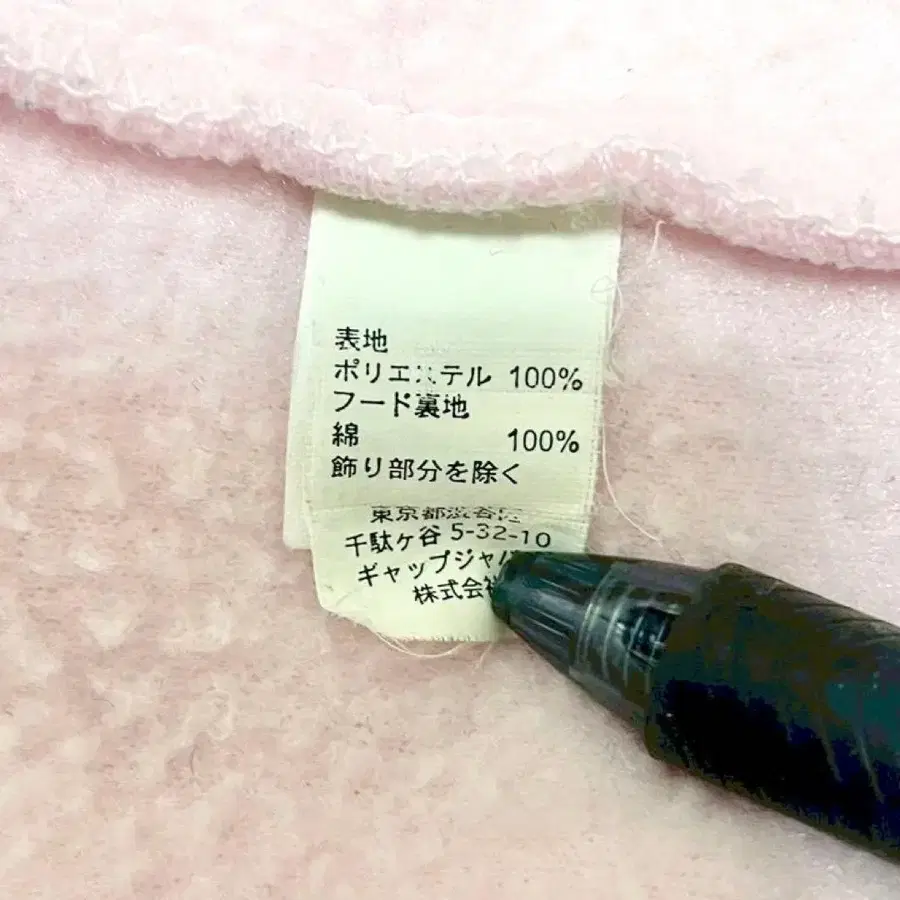 表地
ポリエステル 100%
フード裏地
綿 100%
飾り部分を除く
東京都渋谷区
千駄ヶ谷 5-32-10
ギャップジャパ
株式会